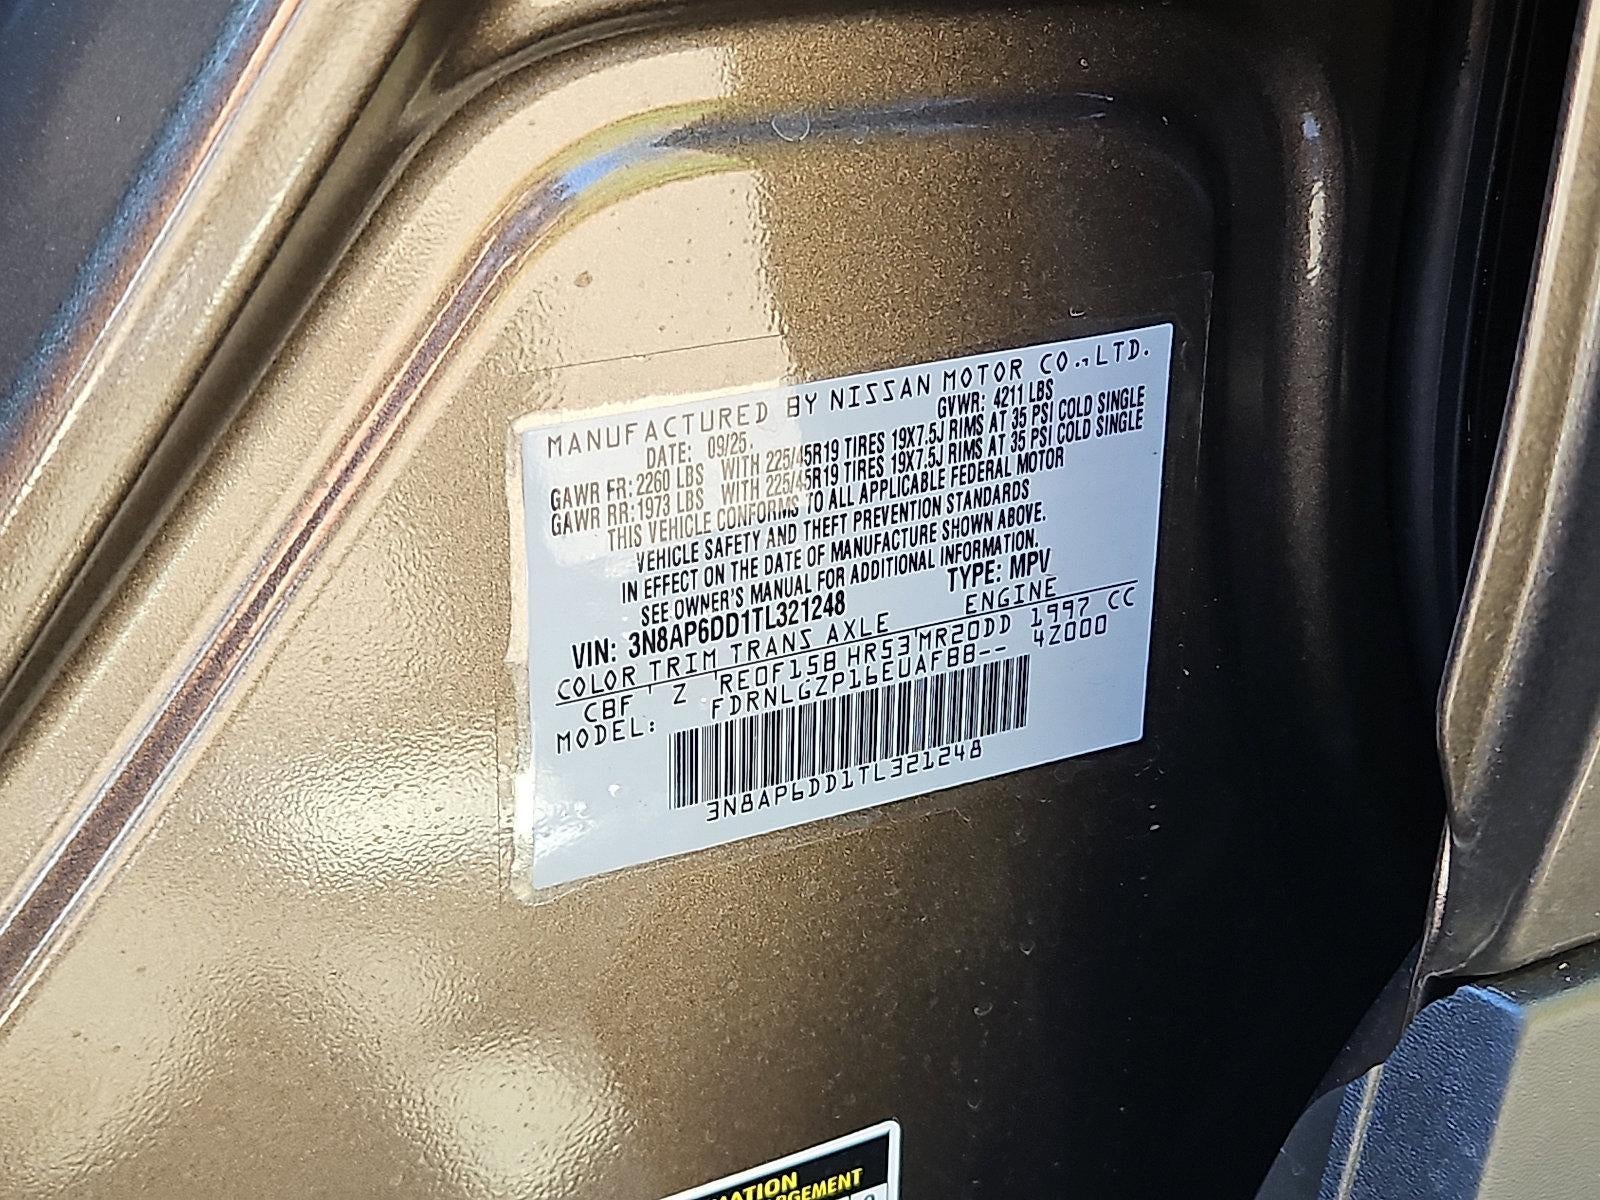 MANUFACTURED BY NISSAN MOTOR CO.,LTD.
DATE: 09/25. GVWR: 4211 LBS
GAWR FR: 2260 LBS WITH 225/45R19 TIRES 19X7.5J RIMS AT 35 PSI COLD SINGLE
GAWR RR: 1973 LBS WITH 225/45R19 TIRES 19X7.5J RIMS AT 35 PSI COLD SINGLE
THIS VEHICLE CONFORMS TO ALL APPLICABLE FEDERAL MOTOR
VEHICLE SAFETY AND THEFT PREVENTION STANDARDS
IN EFFECT ON THE DATE OF MANUFACTURE SHOWN ABOVE.
SEE OWNER'S MANUAL FOR ADDITIONAL INFORMATION.
VIN: 3N8AP6DD1TL321248 TYPE: MPV
COLOR TRIM TRANS AXLE ENGINE
CBF Z RE0F15B HR53 MR20DD 1997 CC
MODEL: FDRNLGZP16EUAFBB-- 4Z000
3N8AP6DD1TL321248